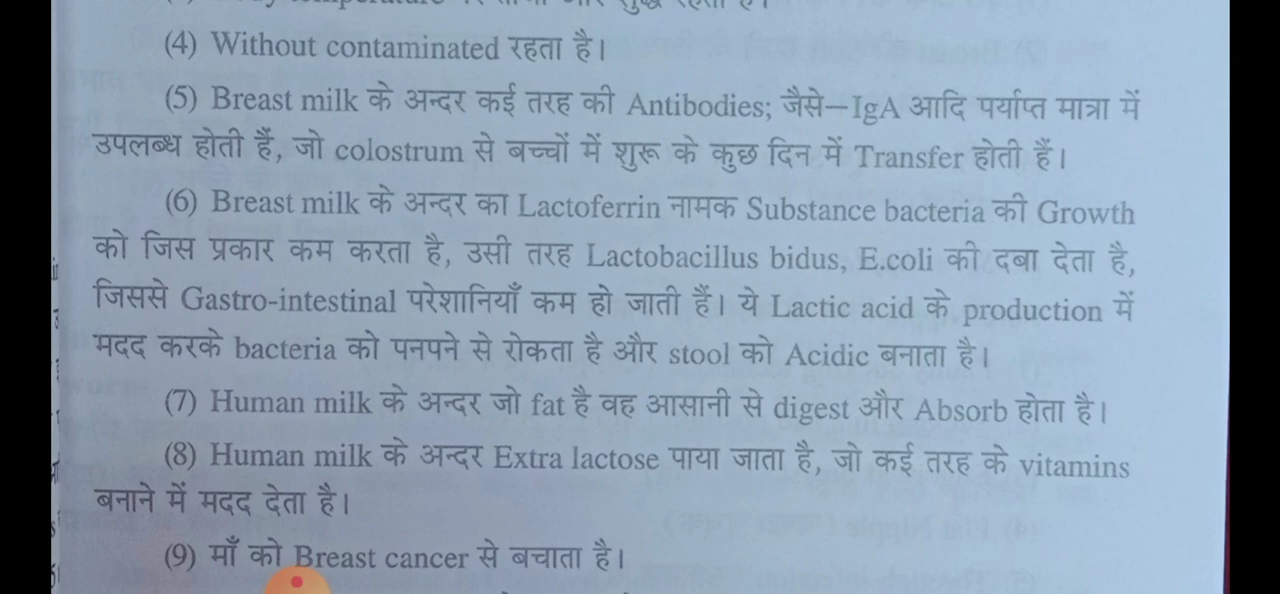 (4) Without contaminated रहता है।
(5) Breast milk के अन्दर कई तरह की Antibodies; जैसे–IgA आदि पर्याप्त मात्रा में
उपलब्ध होती हैं, जो colostrum से बच्चों में शुरू के कुछ दिन में Transfer होती हैं।
(6) Breast milk के अन्दर का Lactoferrin नामक Substance bacteria की Growth
को जिस प्रकार कम करता है, उसी तरह Lactobacillus bidus, E.coli को दबा देता है,
जिससे Gastro-intestinal परेशानियाँ कम हो जाती हैं। ये Lactic acid के production में
मदद करके bacteria को पनपने से रोकता है और stool को Acidic बनाता है।
(7) Human milk के अन्दर जो fat है वह आसानी से digest और Absorb होता है।
(8) Human milk के अन्दर Extra lactose पाया जाता है, जो कई तरह के vitamins
बनाने में मदद देता है।
(9) माँ को Breast cancer से बचाता है।